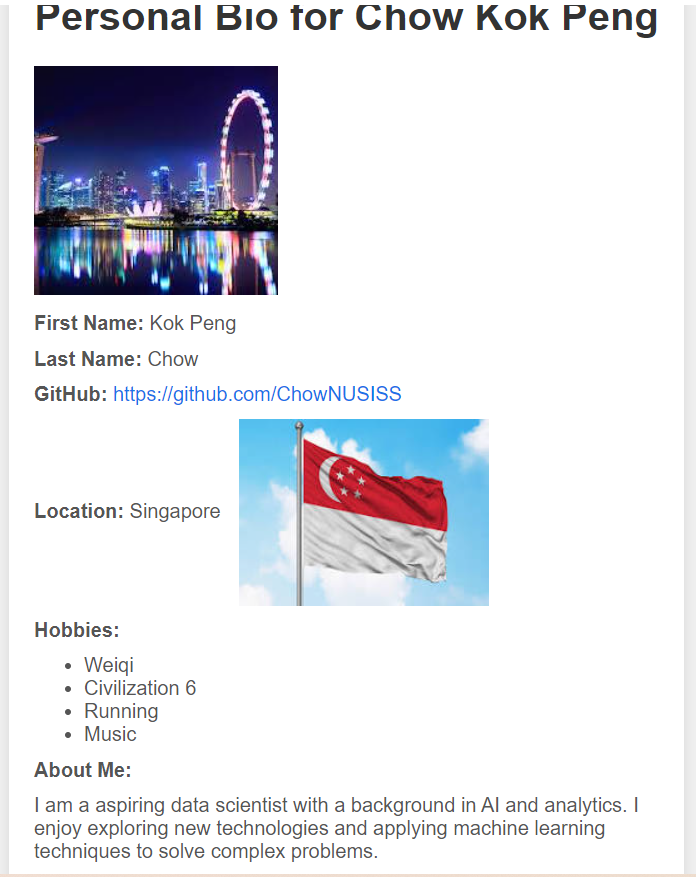 Personal Bio for Chow Kok Peng
First Name: Kok Peng
Last Name: Chow
GitHub: https://github.com/ChowNUSISS
Location: Singapore
Hobbies:
Weiqi
Civilization 6
Running
Music
About Me:
I am a aspiring data scientist with a background in AI and analytics. I
enjoy exploring new technologies and applying machine learning
techniques to solve complex problems.